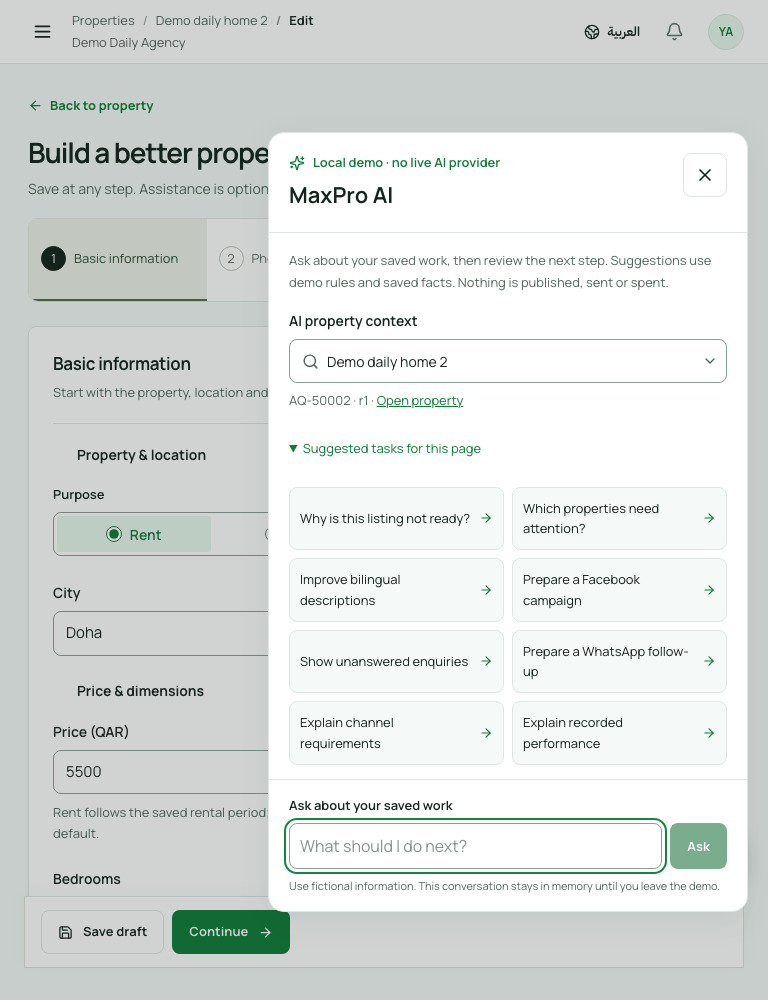 Properties / Demo daily home 2 / Edit
Demo Daily Agency
العربية
YA
Back to property
Build a better prope
Save at any step. Assistance is option
1 Basic information
2 Ph
Basic information
Start with the property, location and
Property & location
Purpose
Rent
City
Doha
Price & dimensions
Price (QAR)
5500
Rent follows the saved rental period.
default.
Bedrooms
Save draft
Continue
Local demo · no live AI provider
MaxPro AI
Ask about your saved work, then review the next step. Suggestions use
demo rules and saved facts. Nothing is published, sent or spent.
AI property context
Demo daily home 2
AQ-50002 · r1 · Open property
Suggested tasks for this page
Why is this listing not ready?
Which properties need
attention?
Improve bilingual
descriptions
Prepare a Facebook
campaign
Show unanswered enquiries
Prepare a WhatsApp follow-
up
Explain channel
requirements
Explain recorded
performance
Ask about your saved work
What should I do next?
Ask
Use fictional information. This conversation stays in memory until you leave the demo.